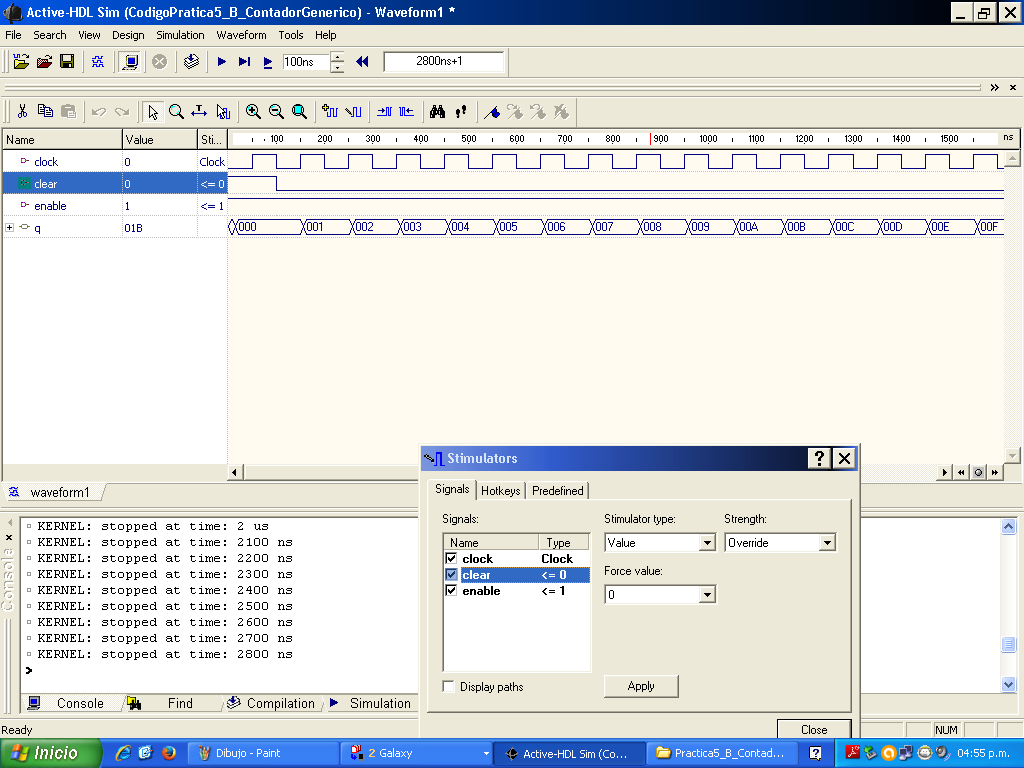 Active-HDL Sim (CodigoPratica5_B_ContadorGenerico) - Waveform1 *
File Search View Design Simulation Waveform Tools Help
100ns 2800ns+1
Name Value Sti... 100 200 300 400 500 600 700 800 900 1000 1100 1200 1300 1400 1500 ns
clock 0 Clock
clear 0 <= 0
enable 1 <= 1
q 01B 000 001 002 003 004 005 006 007 008 009 00A 00B 00C 00D 00E 00F
waveform1
Console
KERNEL: stopped at time: 2 us
KERNEL: stopped at time: 2100 ns
KERNEL: stopped at time: 2200 ns
KERNEL: stopped at time: 2300 ns
KERNEL: stopped at time: 2400 ns
KERNEL: stopped at time: 2500 ns
KERNEL: stopped at time: 2600 ns
KERNEL: stopped at time: 2700 ns
KERNEL: stopped at time: 2800 ns
>
Console Find Compilation Simulation
Stimulators
Signals Hotkeys Predefined
Signals: Stimulator type: Strength:
Name Type Value Override
clock Clock
clear <= 0 Force value:
enable <= 1 0
Display paths Apply
Close
Ready NUM
Inicio Dibujo - Paint 2 Galaxy Active-HDL Sim (Co... Practica5_B_Contad... 04:55 p.m.